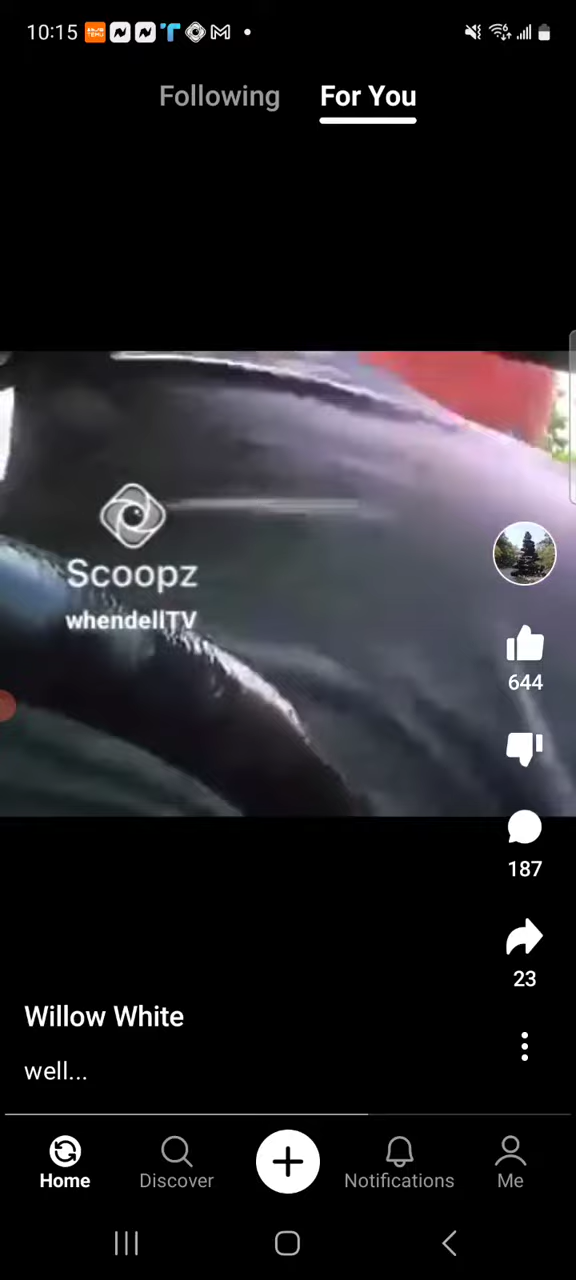 10:15
Following For You
Scoopz
whendellTV
644
187
23
Willow White
well...
Home Discover Notifications Me